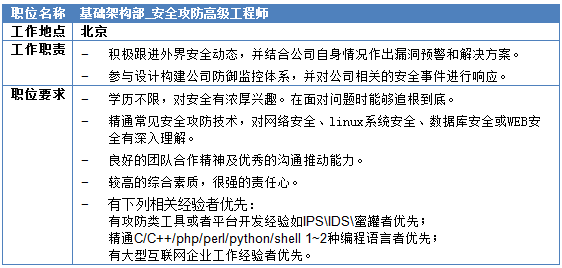 职位名称 基础架构部_安全攻防高级工程师
工作地点 北京
工作职责 – 积极跟进外界安全动态，并结合公司自身情况作出漏洞预警和解决方案。
– 参与设计构建公司防御监控体系，并对公司相关的安全事件进行响应。
职位要求 – 学历不限，对安全有浓厚兴趣。在面对问题时能够追根到底。
– 精通常见安全攻防技术，对网络安全、linux系统安全、数据库安全或WEB安
全有深入理解。
– 良好的团队合作精神及优秀的沟通推动能力。
– 较高的综合素质，很强的责任心。
– 有下列相关经验者优先：
有攻防类工具或者平台开发经验如IPS\IDS\蜜罐者优先；
精通C/C++/php/perl/python/shell 1~2种编程语言者优先；
有大型互联网企业工作经验者优先。